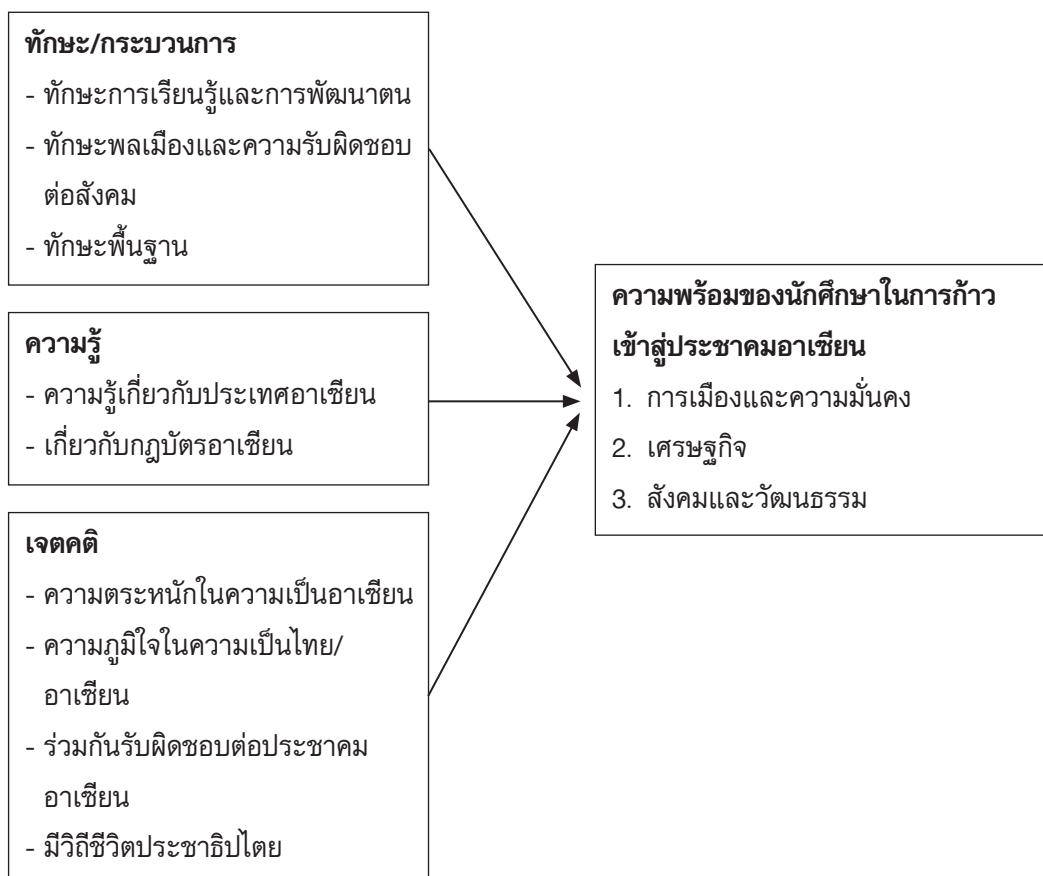 ทักษะ/กระบวนการ
- ทักษะการเรียนรู้และการพัฒนาตน
- ทักษะพลเมืองและความรับผิดชอบ
ต่อสังคม
- ทักษะพื้นฐาน
ความรู้
- ความรู้เกี่ยวกับประเทศอาเซียน
- เกี่ยวกับกฎบัตรอาเซียน
เจตคติ
- ความตระหนักในความเป็นอาเซียน
- ความภูมิใจในความเป็นไทย/
อาเซียน
- ร่วมกันรับผิดชอบต่อประชาคม
อาเซียน
- มีวิถีชีวิตประชาธิปไตย
ความพร้อมของนักศึกษาในการก้าว
เข้าสู่ประชาคมอาเซียน
1. การเมืองและความมั่นคง
2. เศรษฐกิจ
3. สังคมและวัฒนธรรม